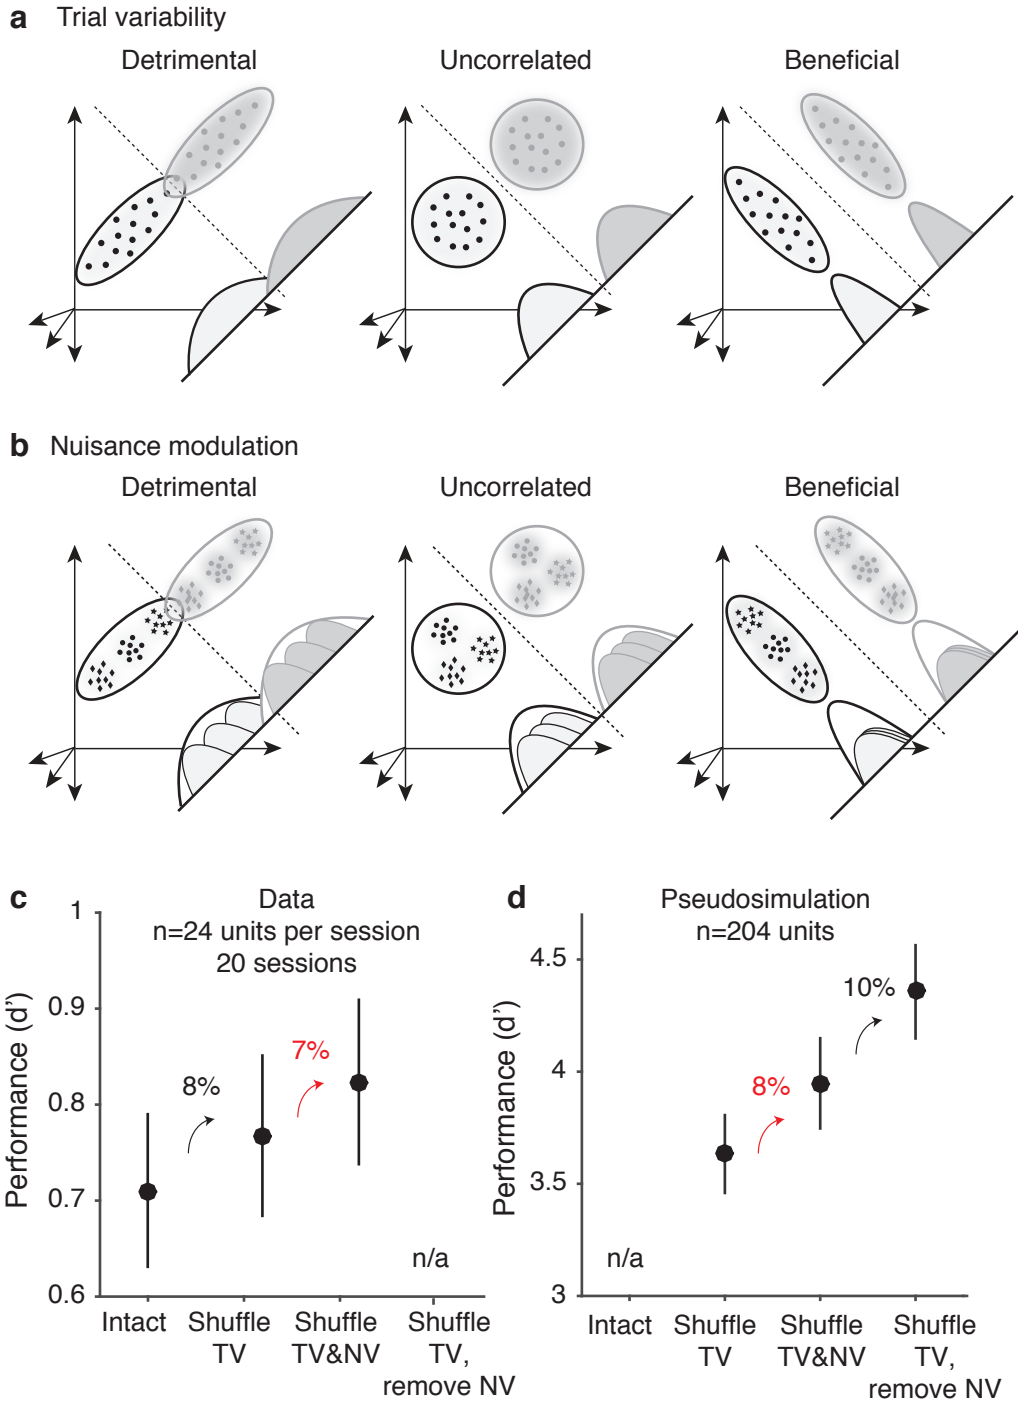 a Trial variability
Detrimental
Uncorrelated
Beneficial
b Nuisance modulation
Detrimental
Uncorrelated
Beneficial
c
Data
n=24 units per session
20 sessions
Performance (d')
1
0.9
0.8
0.7
0.6
8%
7%
n/a
Intact
Shuffle
TV
Shuffle
TV&NV
Shuffle
TV,
remove NV
d
Pseudosimulation
n=204 units
Performance (d')
4.5
4
3.5
3
8%
10%
n/a
Intact
Shuffle
TV
Shuffle
TV&NV
Shuffle
TV,
remove NV